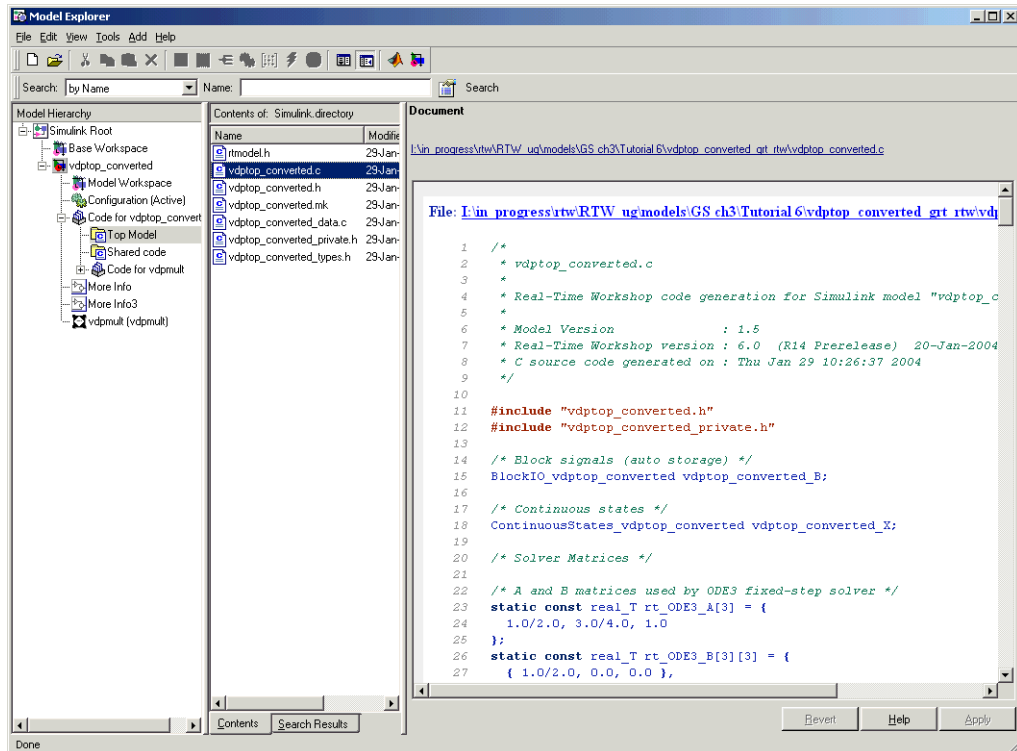 Model Explorer
File Edit View Tools Add Help
Search: by Name Name: Search
Model Hierarchy
Simulink Root
Base Workspace
vdptop_converted
Model Workspace
Configuration (Active)
Code for vdptop_convert
Top Model
Shared code
Code for vdpmult
More Info
More Info3
vdpmult (vdpmult)
Contents of: Simulink.directory
Name Modifie
rtmodel.h 29-Jan-
vdptop_converted.c 29-Jan-
vdptop_converted.h 29-Jan-
vdptop_converted.mk 29-Jan-
vdptop_converted_data.c 29-Jan-
vdptop_converted_private.h 29-Jan-
vdptop_converted_types.h 29-Jan-
Contents Search Results
Document
I:\in_progress\rtw\RTW_ug\models\GS ch3\Tutorial 6\vdptop_converted_grt_rtw\vdptop_converted.c
File: I:\in_progress\rtw\RTW_ug\models\GS ch3\Tutorial 6\vdptop_converted_grt_rtw\vdp
1 /*
2 * vdptop_converted.c
3 *
4 * Real-Time Workshop code generation for Simulink model "vdptop_c
5 *
6 * Model Version : 1.5
7 * Real-Time Workshop version : 6.0 (R14 Prerelease) 20-Jan-2004
8 * C source code generated on : Thu Jan 29 10:26:37 2004
9 */
10
11 #include "vdptop_converted.h"
12 #include "vdptop_converted_private.h"
13
14 /* Block signals (auto storage) */
15 BlockIO_vdptop_converted vdptop_converted_B;
16
17 /* Continuous states */
18 ContinuousStates_vdptop_converted vdptop_converted_X;
19
20 /* Solver Matrices */
21
22 /* A and B matrices used by ODE3 fixed-step solver */
23 static const real_T rt_ODE3_A[3] = {
24 1.0/2.0, 3.0/4.0, 1.0
25 };
26 static const real_T rt_ODE3_B[3][3] = {
27 { 1.0/2.0, 0.0, 0.0 },
Revert Help Apply
Done